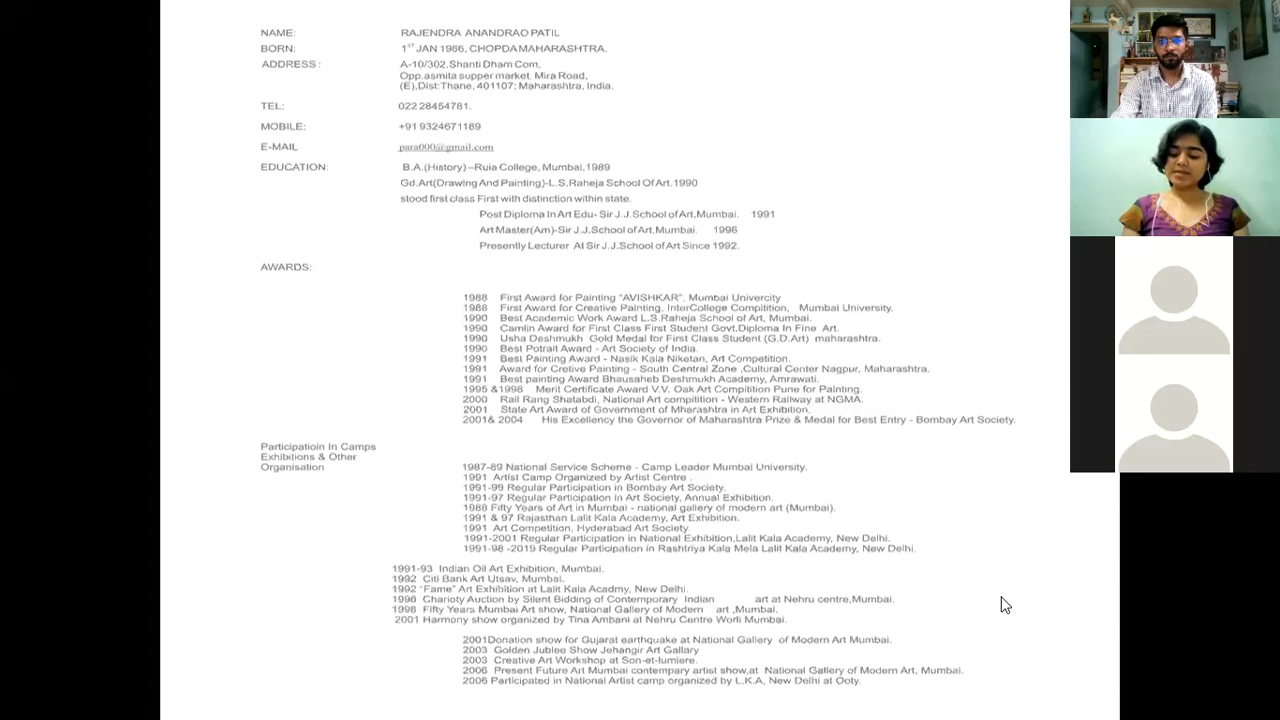 NAME: RAJENDRA ANANDRAO PATIL
BORN: 1ST JAN 1966, CHOPDA MAHARASHTRA.
ADDRESS: A-10/302.Shanti Dham Com,
Opp.asmita supper market, Mira Road,
(E),Dist:Thane, 401107: Maharashtra, India.
TEL: 022 28454781.
MOBILE: +91 9324671189
E-MAIL para000@gmail.com
EDUCATION: B.A.(History) –Ruia College, Mumbai.1989
Gd.Art(Drawing And Painting)-L.S.Raheja School Of Art.1990
stood first class First with distinction within state.
Post Diploma In Art Edu- Sir J.J.School of Art,Mumbai. 1991
Art Master(Am)-Sir J.J.School of Art,Mumbai. 1996
Presently Lecturer At Sir J.J.School of Art Since 1992.
AWARDS:
1988 First Award for Painting "AVISHKAR", Mumbai Univercity
1988 First Award for Creative Painting, InterCollege Compitition, Mumbai University.
1990 Best Academic Work Award L.S.Raheja School of Art, Mumbai.
1990 Camlin Award for First Class First Student Govt.Diploma In Fine Art.
1990 Usha Deshmukh Gold Medal for First Class Student (G.D.Art) maharashtra.
1990 Best Potrait Award - Art Society of India.
1991 Best Painting Award - Nasik Kala Niketan, Art Competition.
1991 Award for Cretive Painting - South Central Zone ,Cultural Center Nagpur, Maharashtra.
1991 Best painting Award Bhausaheb Deshmukh Academy, Amrawati.
1995 &1998 Merit Certificate Award V.V. Oak Art Compitition Pune for Painting.
2000 Rail Rang Shatabdi, National Art compitition - Western Railway at NGMA.
2001 State Art Award of Government of Mharashtra in Art Exhibition.
2001& 2004 His Excellency the Governor of Maharashtra Prize & Medal for Best Entry - Bombay Art Society.
Participatioin In Camps
Exhibitions & Other
Organisation
1987-89 National Service Scheme - Camp Leader Mumbai University.
1991 Artist Camp Organized by Artist Centre .
1991-99 Regular Participation in Bombay Art Society.
1991-97 Regular Participation in Art Society, Annual Exhibition.
1988 Fifty Years of Art in Mumbai - national gallery of modern art (Mumbai).
1991 & 97 Rajasthan Lalit Kala Academy, Art Exhibition.
1991 Art Competition, Hyderabad Art Society.
1991-2001 Regular Participation in National Exhibition,Lalit Kala Academy, New Delhi.
1991-98 -2019 Regular Participation in Rashtriya Kala Mela Lalit Kala Academy, New Delhi.
1991-93 Indian Oil Art Exhibition, Mumbai.
1992 Citi Bank Art Utsav, Mumbai.
1992 "Fame" Art Exhibition at Lalit Kala Acadmy, New Delhi.
1996 Charioty Auction by Silent Bidding of Contemporary Indian art at Nehru centre,Mumbai.
1998 Fifty Years Mumbai Art show, National Gallery of Modern art ,Mumbai.
2001 Harmony show organized by Tina Ambani at Nehru Centre Worli Mumbai.
2001Donation show for Gujarat earthquake at National Gallery of Modern Art Mumbai.
2003 Golden Jublee Show Jehangir Art Gallary
2003 Creative Art Workshop at Son-et-lumiere.
2006 Present Future Art Mumbai contempary artist show,at National Gallery of Modern Art, Mumbai.
2006 Participated in National Artist camp organized by L.K.A, New Delhi at Ooty.